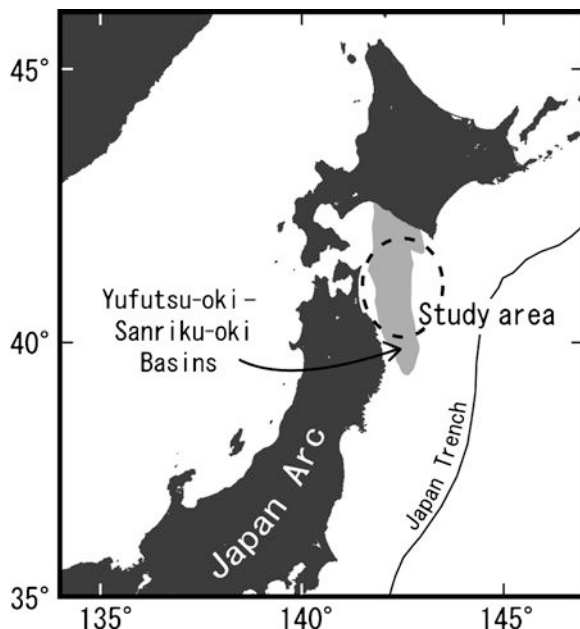 45°
Yufutsu-oki−
Sanriku-oki
Basins
Study area
40°
Japan Arc
Japan Trench
35°
135°
140°
145°